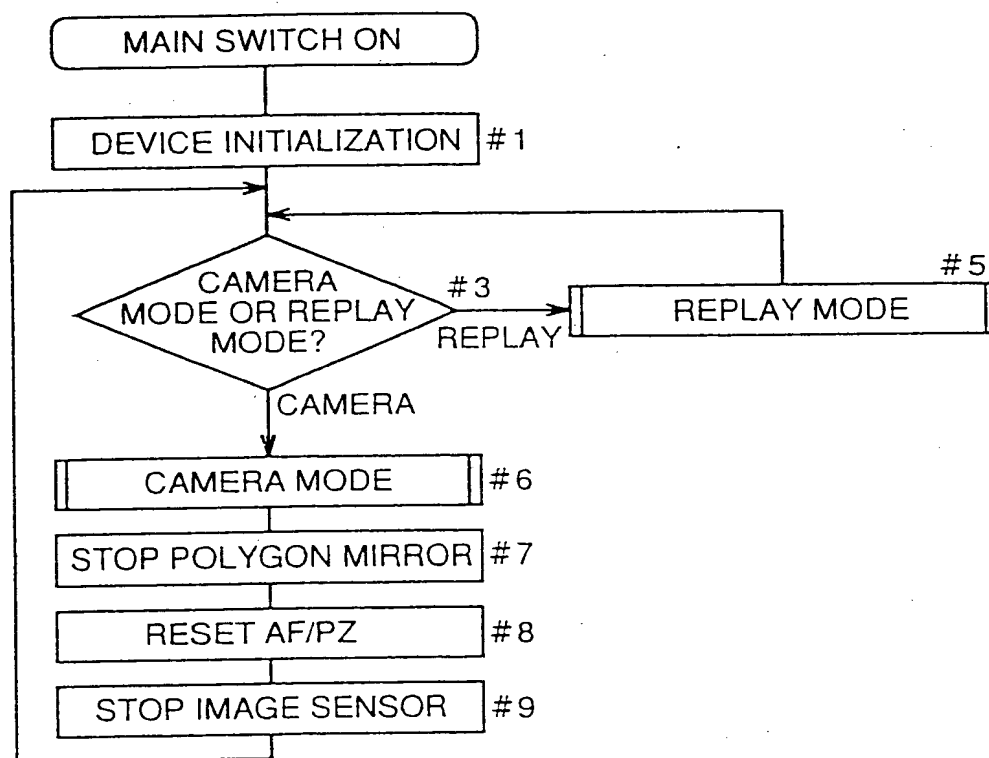 MAIN SWITCH ON
DEVICE INITIALIZATION #1
CAMERA
MODE OR REPLAY
MODE?
#3
REPLAY
#5
REPLAY MODE
CAMERA
CAMERA MODE #6
STOP POLYGON MIRROR #7
RESET AF/PZ #8
STOP IMAGE SENSOR #9